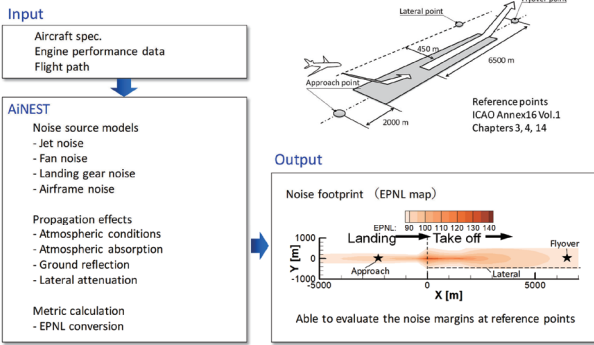 Input
Aircraft spec.
Engine performance data
Flight path
AiNEST
Noise source models
- Jet noise
- Fan noise
- Landing gear noise
- Airframe noise
Propagation effects
- Atmospheric conditions
- Atmospheric absorption
- Ground reflection
- Lateral attenuation
Metric calculation
- EPNL conversion
Lateral point
450 m
6500 m
Approach point
2000 m
Reference points
ICAO Annex16 Vol.1
Chapters 3, 4, 14
Output
Noise footprint (EPNL map)
EPNL: 90 100 110 120 130 140
Landing Take off
Flyover
Approach
Lateral
Y [m]
1000
0
-1000
-5000 0 5000
X [m]
Able to evaluate the noise margins at reference points